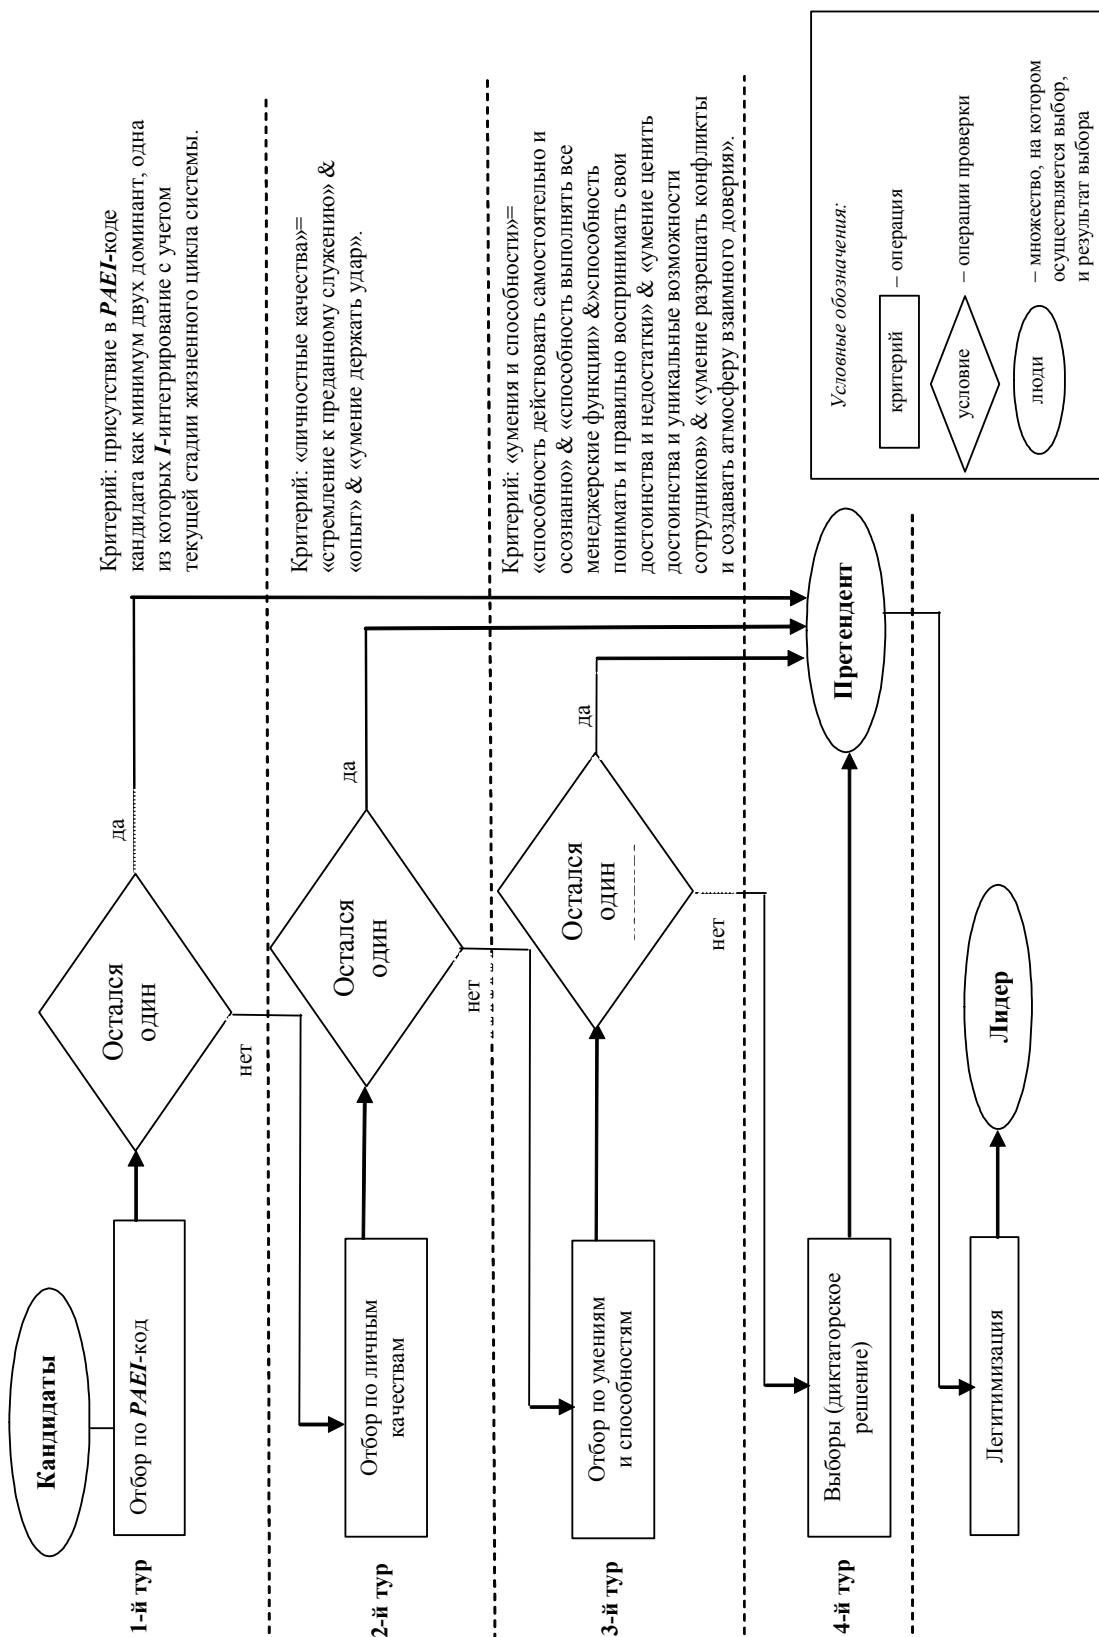 Кандидаты
1-й тур
Отбор по PAEI-код
Остался
один
да
нет
Критерий: присутствие в PAEI-коде
кандидата как минимум двух доминант, одна
из которых I-интегрирование с учетом
текущей стадии жизненного цикла системы.
2-й тур
Отбор по личным
качествам
Остался
один
да
нет
Критерий: «личностные качества»=
«стремление к преданному служению» &
«опыт» & «умение держать удар».
3-й тур
Отбор по умениям
и способностям
Остался
один
да
нет
Критерий: «умения и способности»=
«способность действовать самостоятельно и
осознанно» & «способность выполнять все
менеджерские функции» &»способность
понимать и правильно воспринимать свои
достоинства и недостатки» & «умение ценить
достоинства и уникальные возможности
сотрудников» & «умение разрешать конфликты
и создавать атмосферу взаимного доверия».
4-й тур
Выборы (диктаторское
решение)
Претендент
Легитимизация
Лидер
Условные обозначения:
критерий
– операция
условие
– операции проверки
люди
– множество, на котором
осуществляется выбор,
и результат выбора